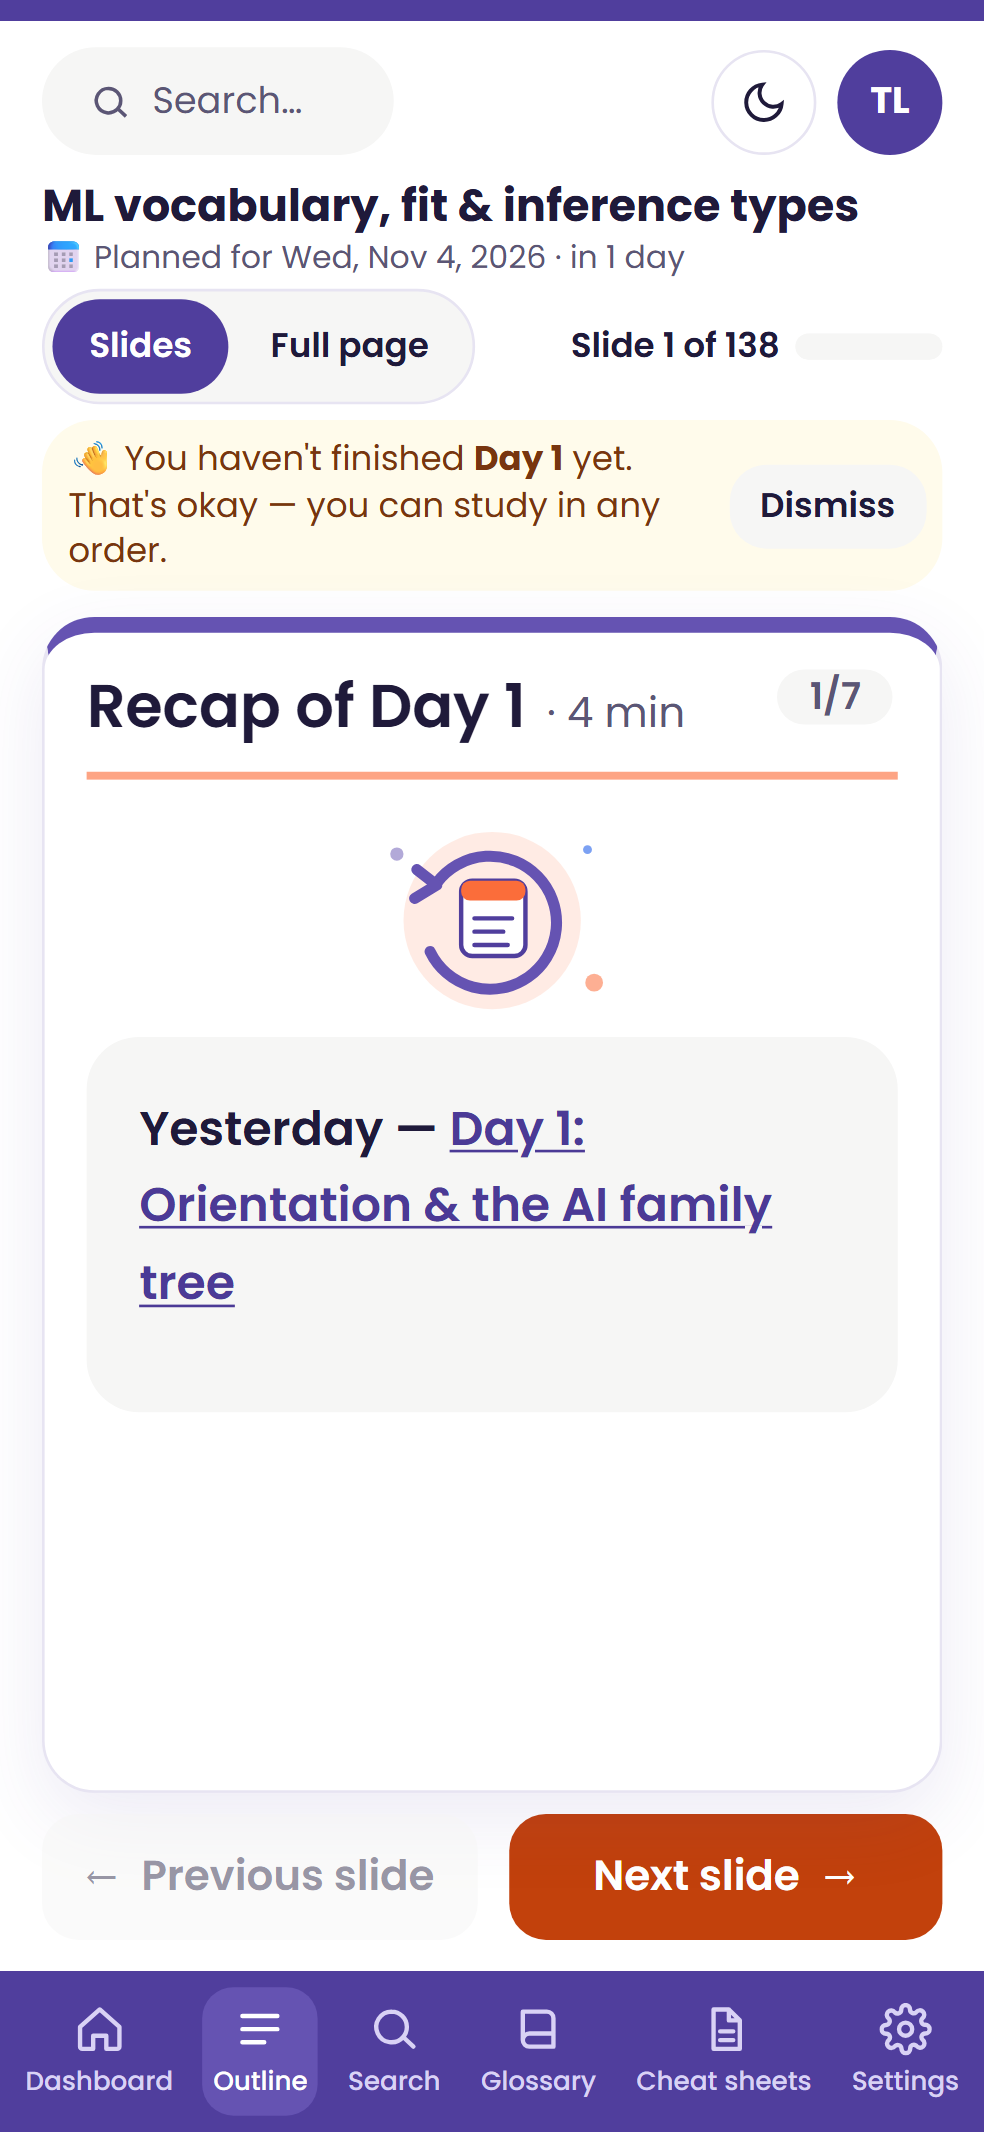 Search...
TL
ML vocabulary, fit & inference types
Planned for Wed, Nov 4, 2026 · in 1 day
Slides
Full page
Slide 1 of 138
You haven't finished Day 1 yet.
That's okay — you can study in any
order.
Dismiss
Recap of Day 1 · 4 min
1/7
Yesterday — Day 1:
Orientation & the AI family
tree
← Previous slide
Next slide →
Dashboard
Outline
Search
Glossary
Cheat sheets
Settings